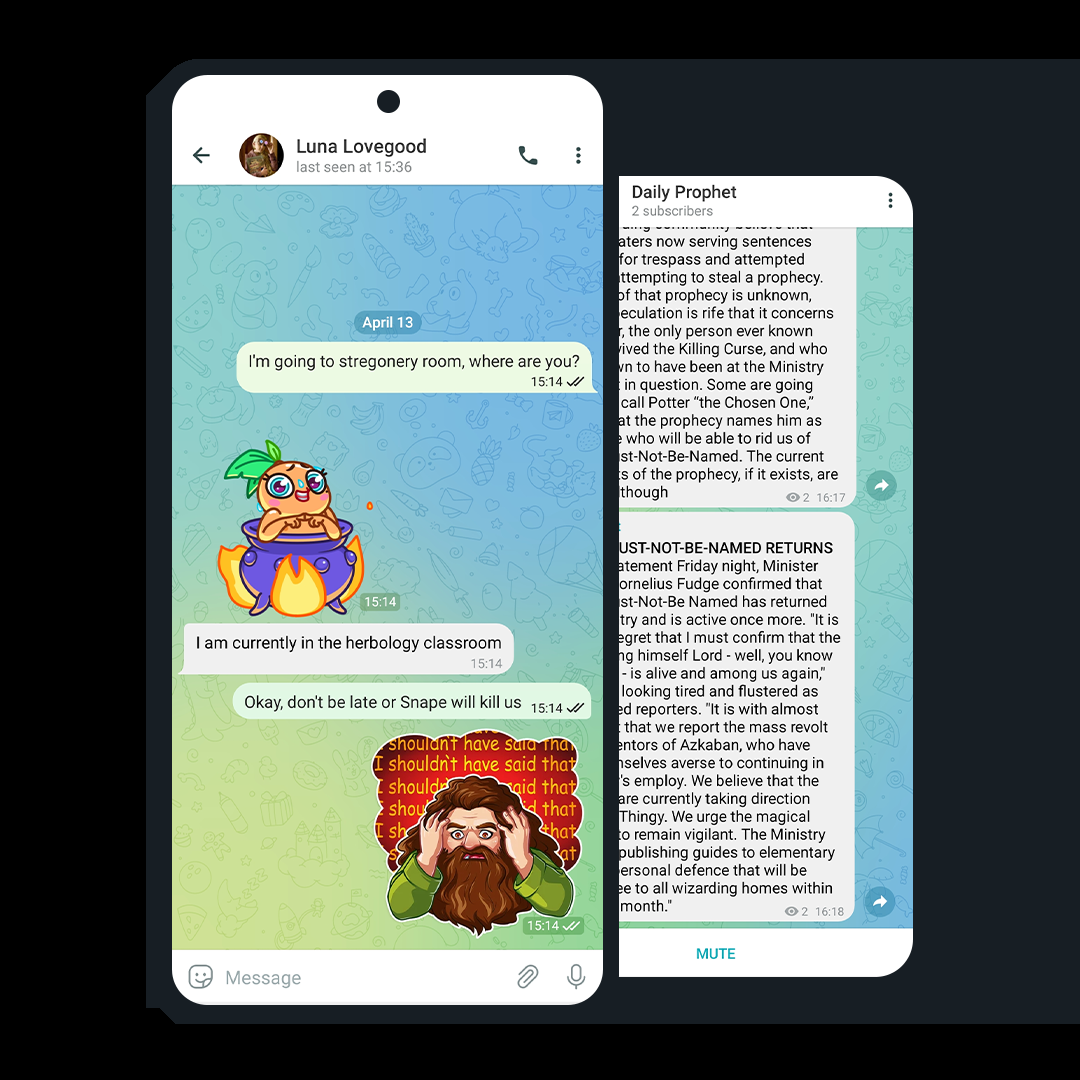 Luna Lovegood
last seen at 15:36
April 13
I'm going to stregonery room, where are you?
15:14
15:14
I am currently in the herbology classroom
15:14
Okay, don't be late or Snape will kill us 15:14
I shouldn't have said that
I shouldn't have said that
I shouldn't have said that
I shou that
I sh that
s at
15:14
Message
Daily Prophet
2 subscribers
ding community believe that
aters now serving sentences
for trespass and attempted
attempting to steal a prophecy.
of that prophecy is unknown,
peculation is rife that it concerns
r, the only person ever known
vived the Killing Curse, and who
wn to have been at the Ministry
t in question. Some are going
call Potter “the Chosen One,”
at the prophecy names him as
e who will be able to rid us of
ust-Not-Be-Named. The current
ts of the prophecy, if it exists, are
lthough
2 16:17
UST-NOT-BE-NAMED RETURNS
atement Friday night, Minister
ornelius Fudge confirmed that
ust-Not-Be Named has returned
try and is active once more. "It is
egret that I must confirm that the
ng himself Lord - well, you know
- is alive and among us again,"
looking tired and flustered as
ed reporters. "It is with almost
t that we report the mass revolt
entors of Azkaban, who have
mselves averse to continuing in
's employ. We believe that the
are currently taking direction
Thingy. We urge the magical
to remain vigilant. The Ministry
publishing guides to elementary
personal defence that will be
ee to all wizarding homes within
month."
2 16:18
MUTE